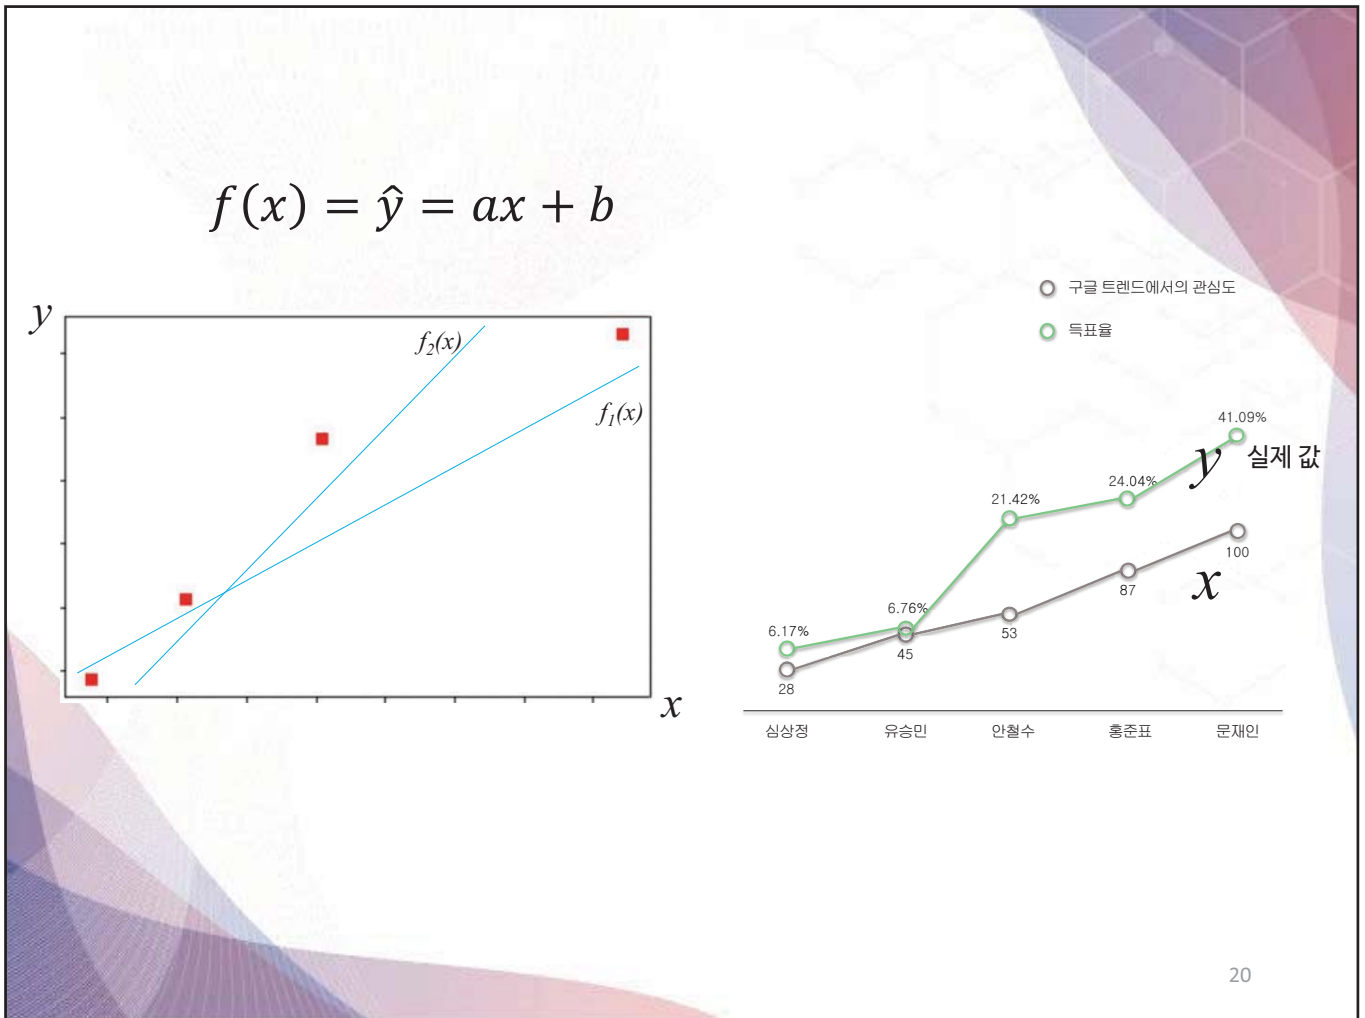 f(x) = ŷ = ax + b
y
f₂(x)
f₁(x)
x
구글 트렌드에서의 관심도
득표율
41.09%
y 실제 값
24.04%
21.42%
100
x
87
6.76%
53
6.17%
45
28
심상정 유승민 안철수 홍준표 문재인
20